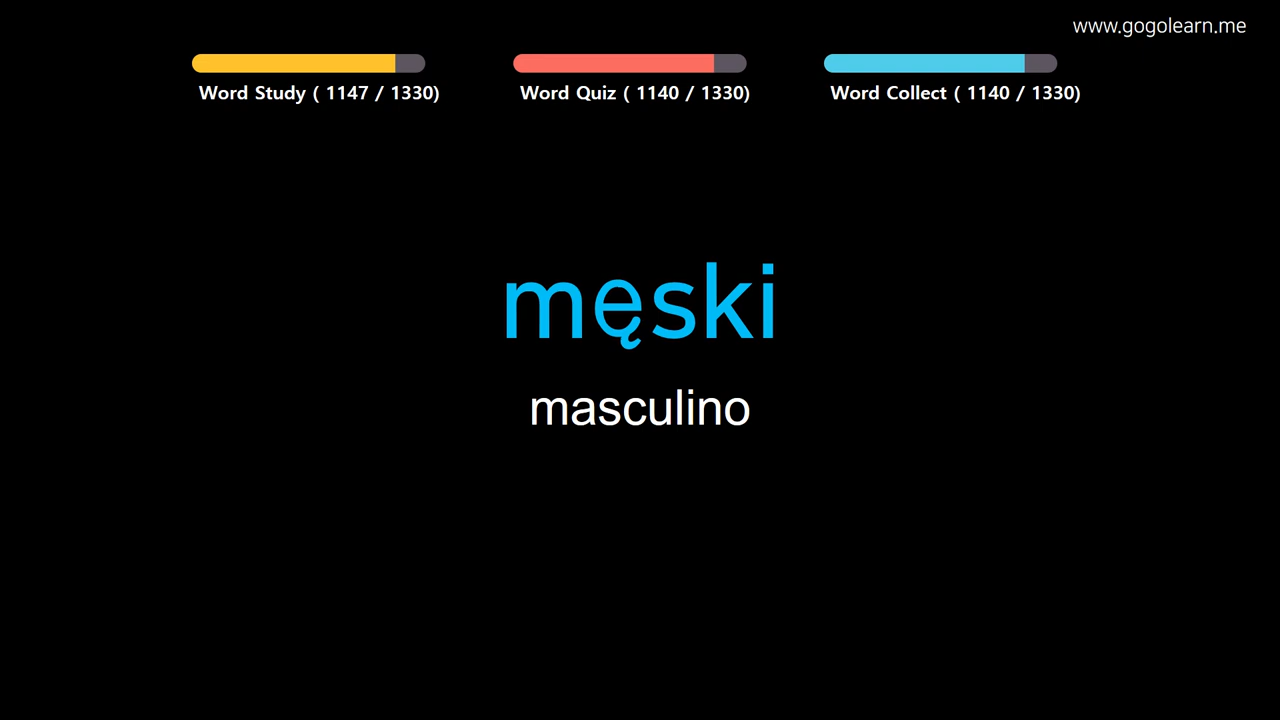 www.gogolearn.me
Word Study ( 1147 / 1330)
Word Quiz ( 1140 / 1330)
Word Collect ( 1140 / 1330)
męski
masculino